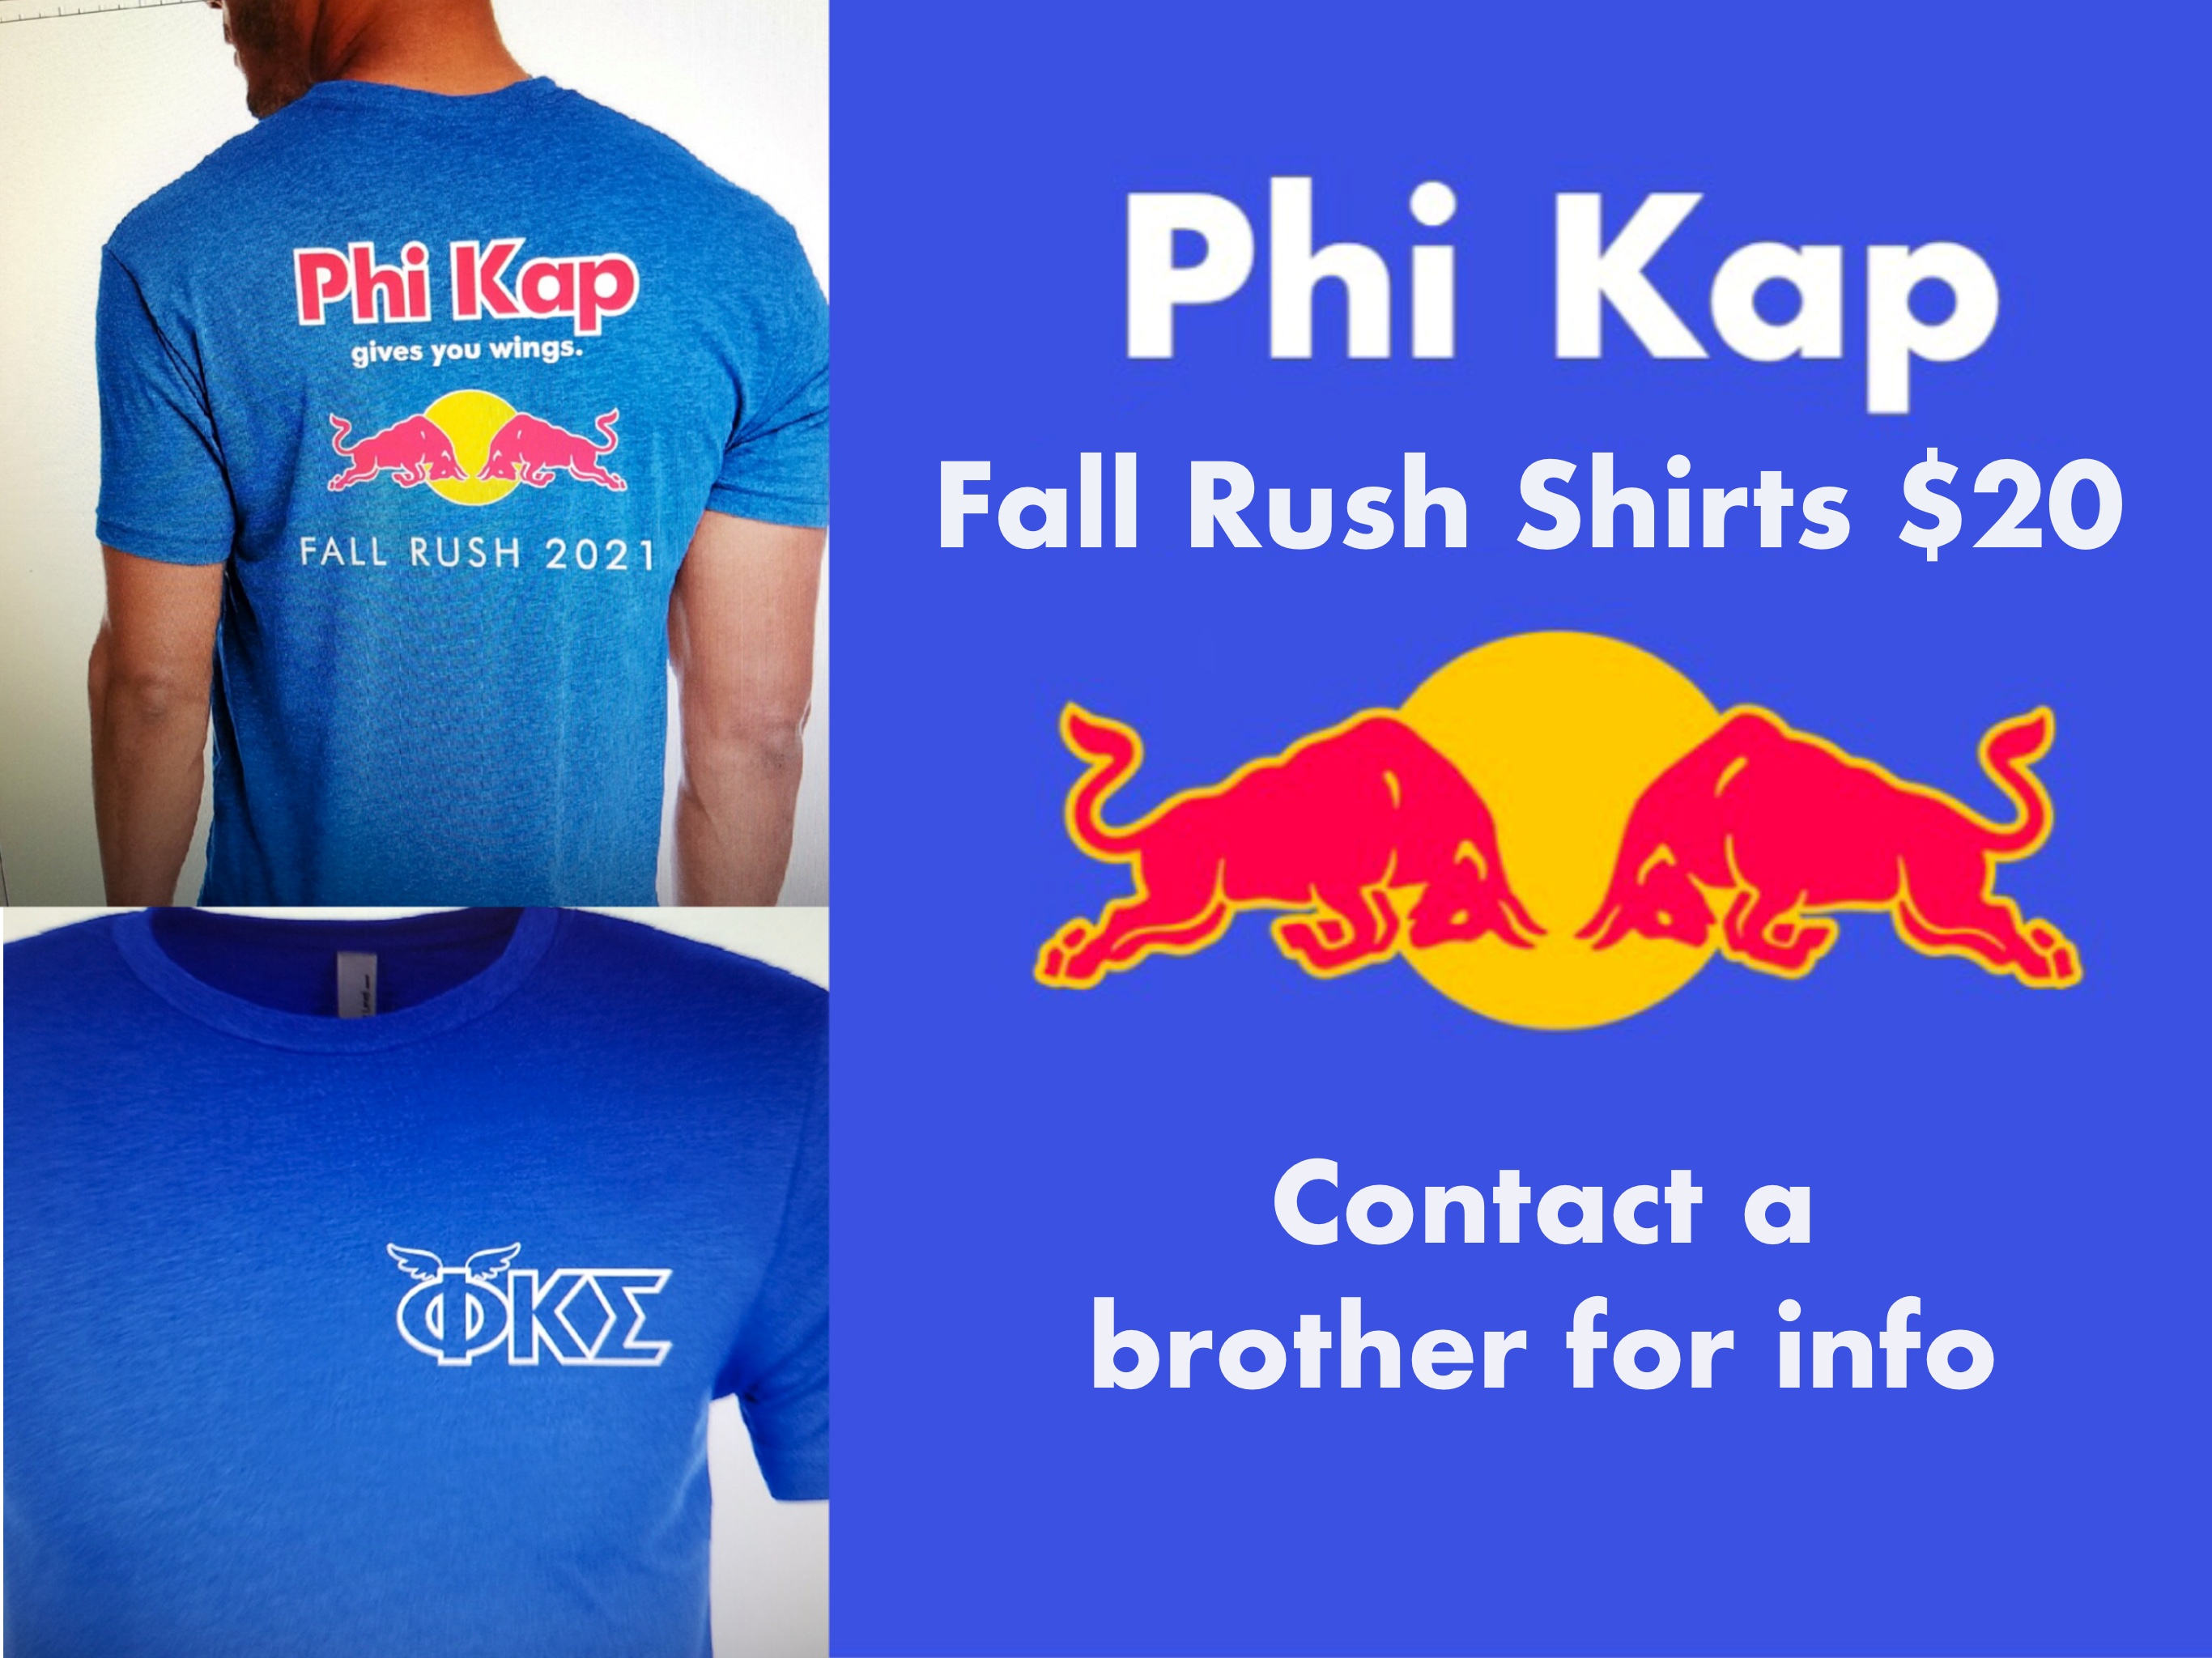 Phi Kap
gives you wings.
FALL RUSH 2021
ΦΚΣ
Phi Kap
Fall Rush Shirts $20
Contact a
brother for info